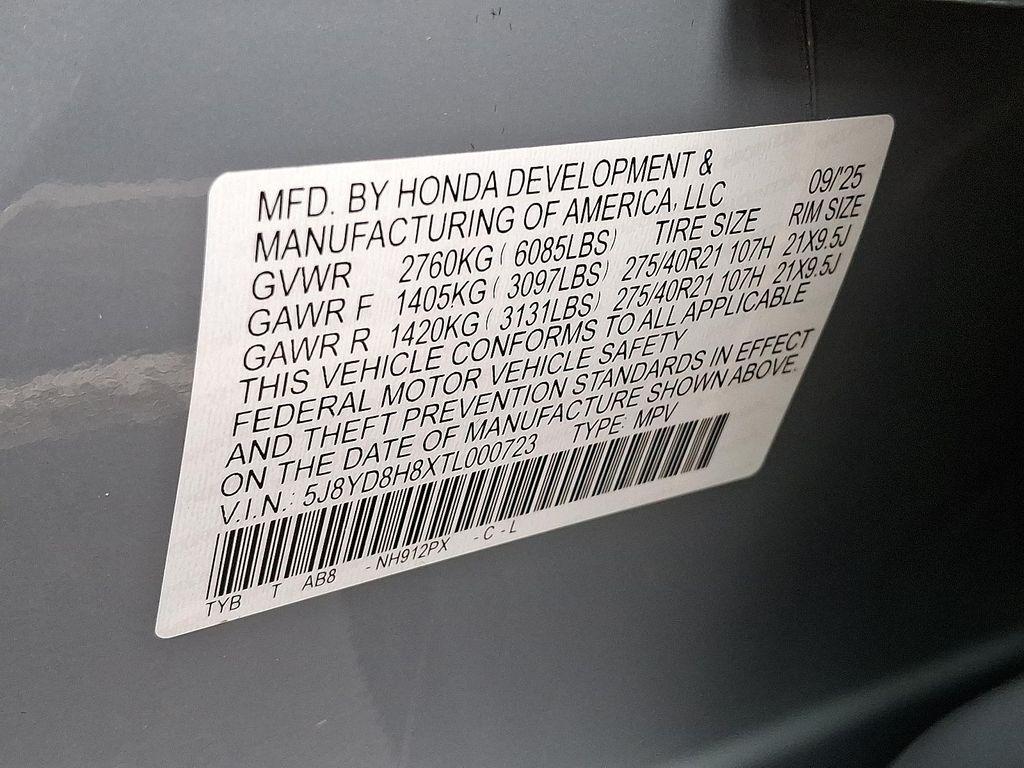 MFD. BY HONDA DEVELOPMENT &
MANUFACTURING OF AMERICA, LLC 09/'25
GVWR 2760KG ( 6085LBS) TIRE SIZE RIM SIZE
GAWR F 1405KG ( 3097LBS) 275/40R21 107H 21X9.5J
GAWR R 1420KG ( 3131LBS) 275/40R21 107H 21X9.5J
THIS VEHICLE CONFORMS TO ALL APPLICABLE
FEDERAL MOTOR VEHICLE SAFETY
AND THEFT PREVENTION STANDARDS IN EFFECT
ON THE DATE OF MANUFACTURE SHOWN ABOVE.
V.I.N.: 5J8YD8H8XTL000723 TYPE: MPV
TYB T AB8 - NH912PX - C - L